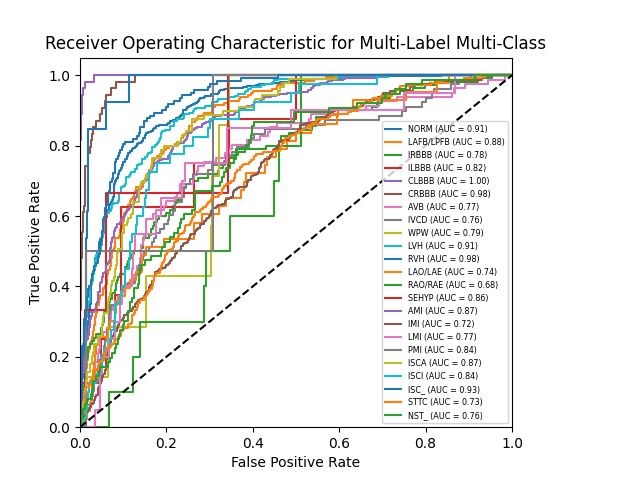 Receiver Operating Characteristic for Multi-Label Multi-Class
1.0
0.8
0.6
0.4
0.2
0.0
True Positive Rate
NORM (AUC = 0.91)
LAFB/LPFB (AUC = 0.88)
IRBBB (AUC = 0.78)
ILBBB (AUC = 0.82)
CLBBB (AUC = 1.00)
CRBBB (AUC = 0.98)
AVB (AUC = 0.77)
IVCD (AUC = 0.76)
WPW (AUC = 0.79)
LVH (AUC = 0.91)
RVH (AUC = 0.98)
LAO/LAE (AUC = 0.74)
RAO/RAE (AUC = 0.68)
SEHYP (AUC = 0.86)
AMI (AUC = 0.87)
IMI (AUC = 0.72)
LMI (AUC = 0.77)
PMI (AUC = 0.84)
ISCA (AUC = 0.87)
ISCI (AUC = 0.84)
ISC_ (AUC = 0.93)
STTC (AUC = 0.73)
NST_ (AUC = 0.76)
0.0 0.2 0.4 0.6 0.8 1.0
False Positive Rate